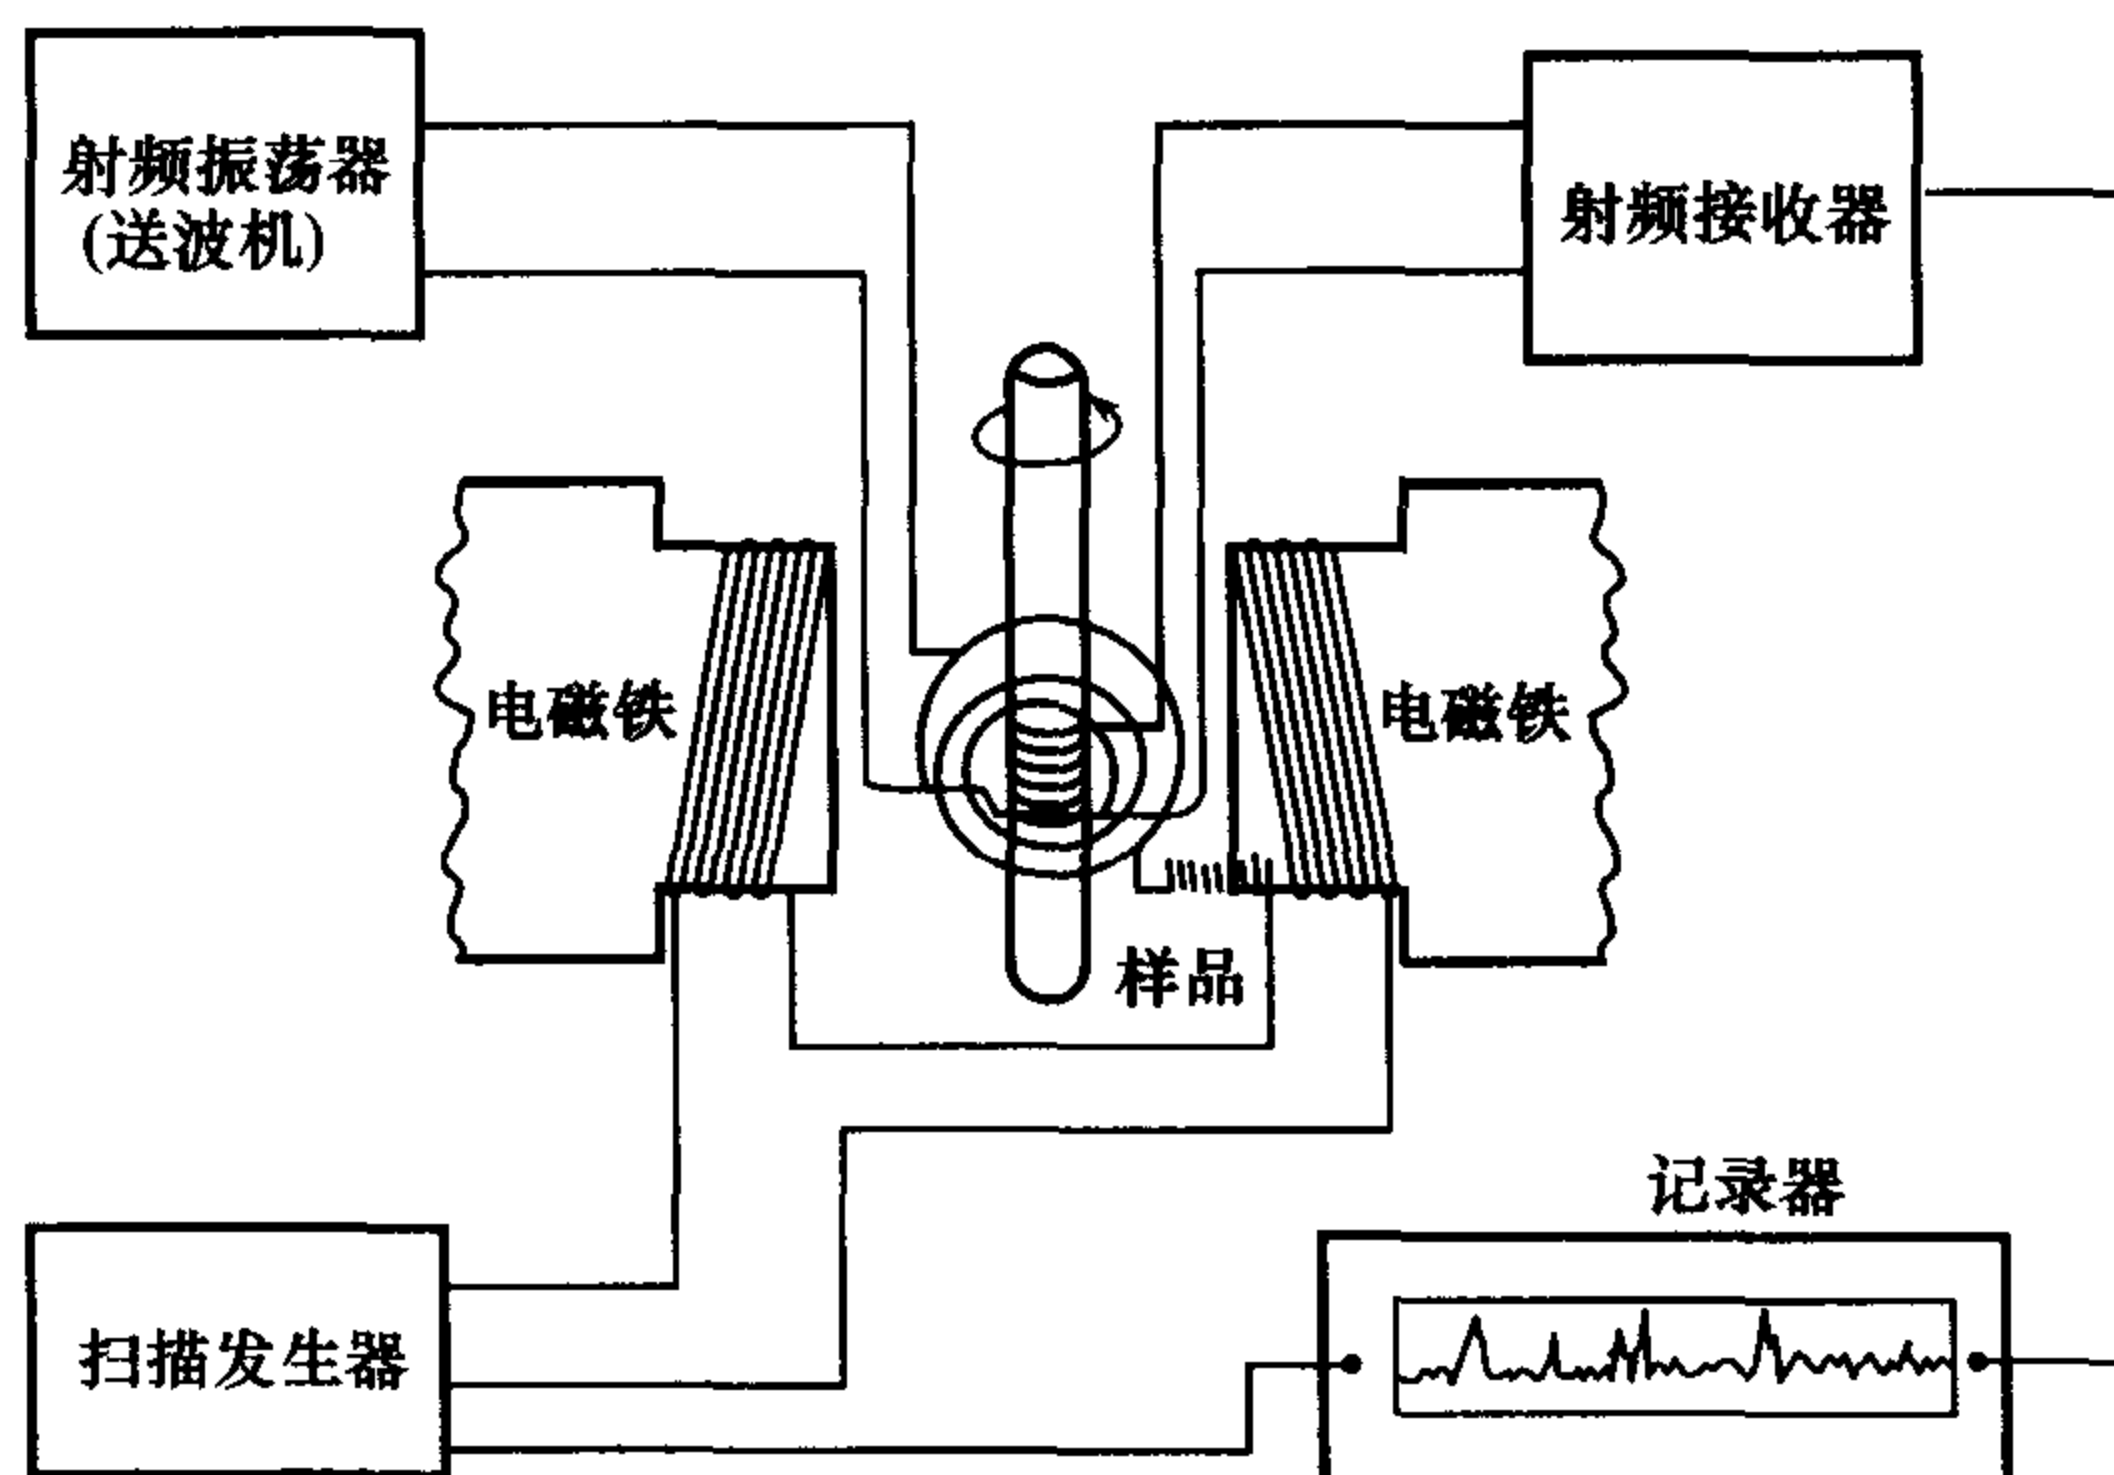 射频振荡器
(送波机)
射频接收器
电磁铁
电磁铁
样品
记录器
扫描发生器